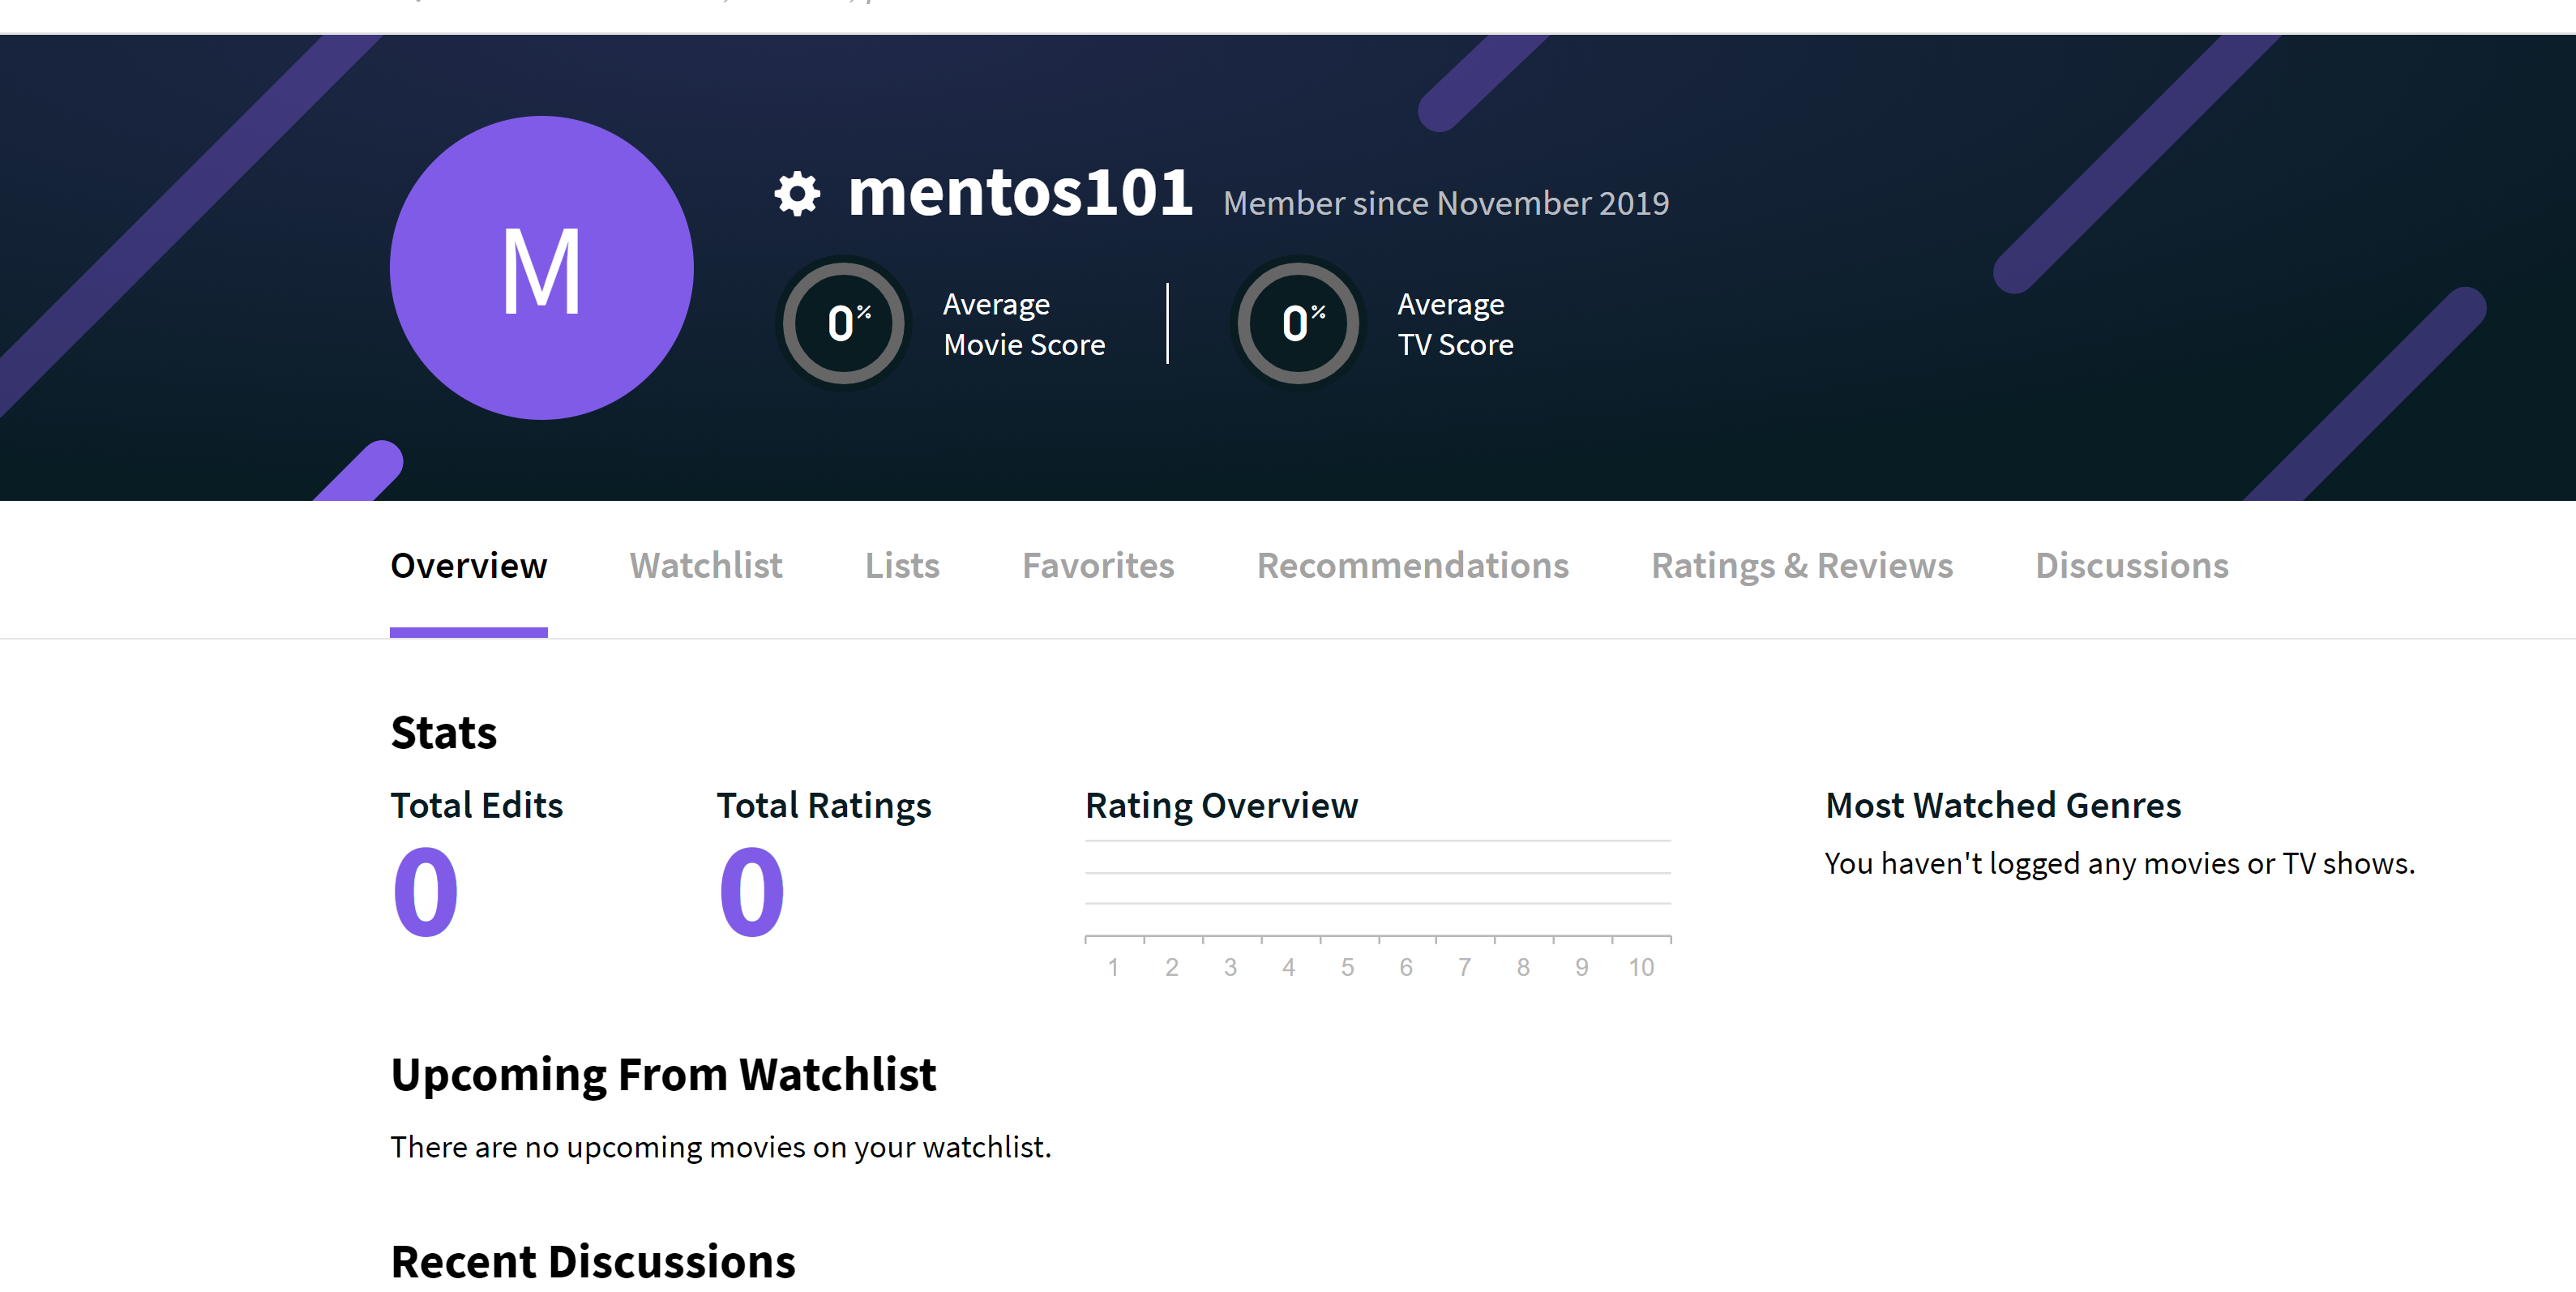 M
mentos101 Member since November 2019
0%
Average
Movie Score
0%
Average
TV Score
Overview Watchlist Lists Favorites Recommendations Ratings & Reviews Discussions
Stats
Total Edits
0
Total Ratings
0
Rating Overview
1 2 3 4 5 6 7 8 9 10
Most Watched Genres
You haven't logged any movies or TV shows.
Upcoming From Watchlist
There are no upcoming movies on your watchlist.
Recent Discussions